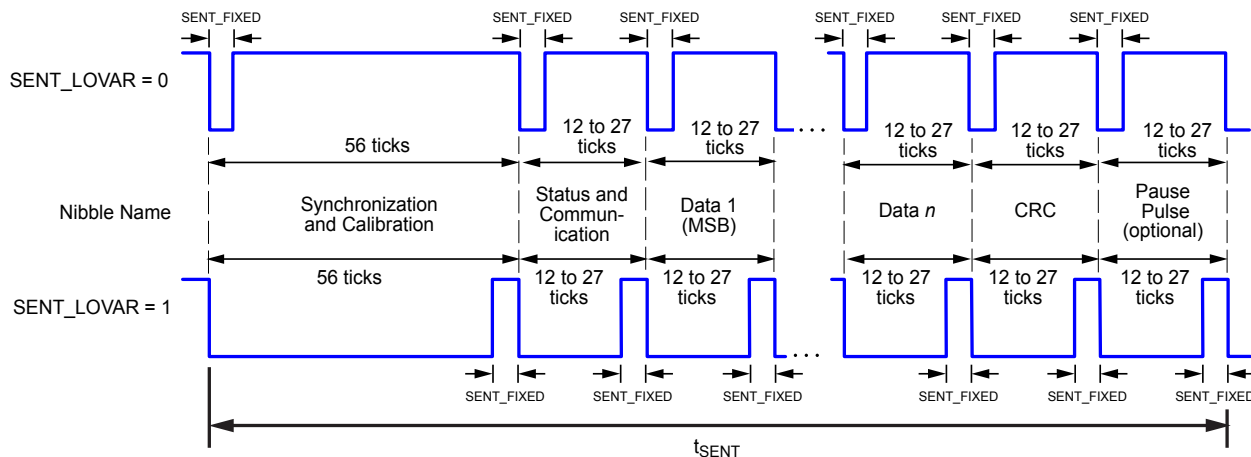 SENT_FIXED SENT_FIXED SENT_FIXED SENT_FIXED SENT_FIXED SENT_FIXED
SENT_LOVAR = 0
56 ticks
12 to 27
ticks
12 to 27
ticks
12 to 27
ticks
12 to 27
ticks
12 to 27
ticks
Nibble Name
Synchronization
and Calibration
Status and
Commun-
ication
Data 1
(MSB)
. . .
Data n
CRC
Pause
Pulse
(optional)
SENT_LOVAR = 1
56 ticks
12 to 27
ticks
12 to 27
ticks
12 to 27
ticks
12 to 27
ticks
12 to 27
ticks
. . .
SENT_FIXED SENT_FIXED SENT_FIXED SENT_FIXED SENT_FIXED SENT_FIXED
tSENT